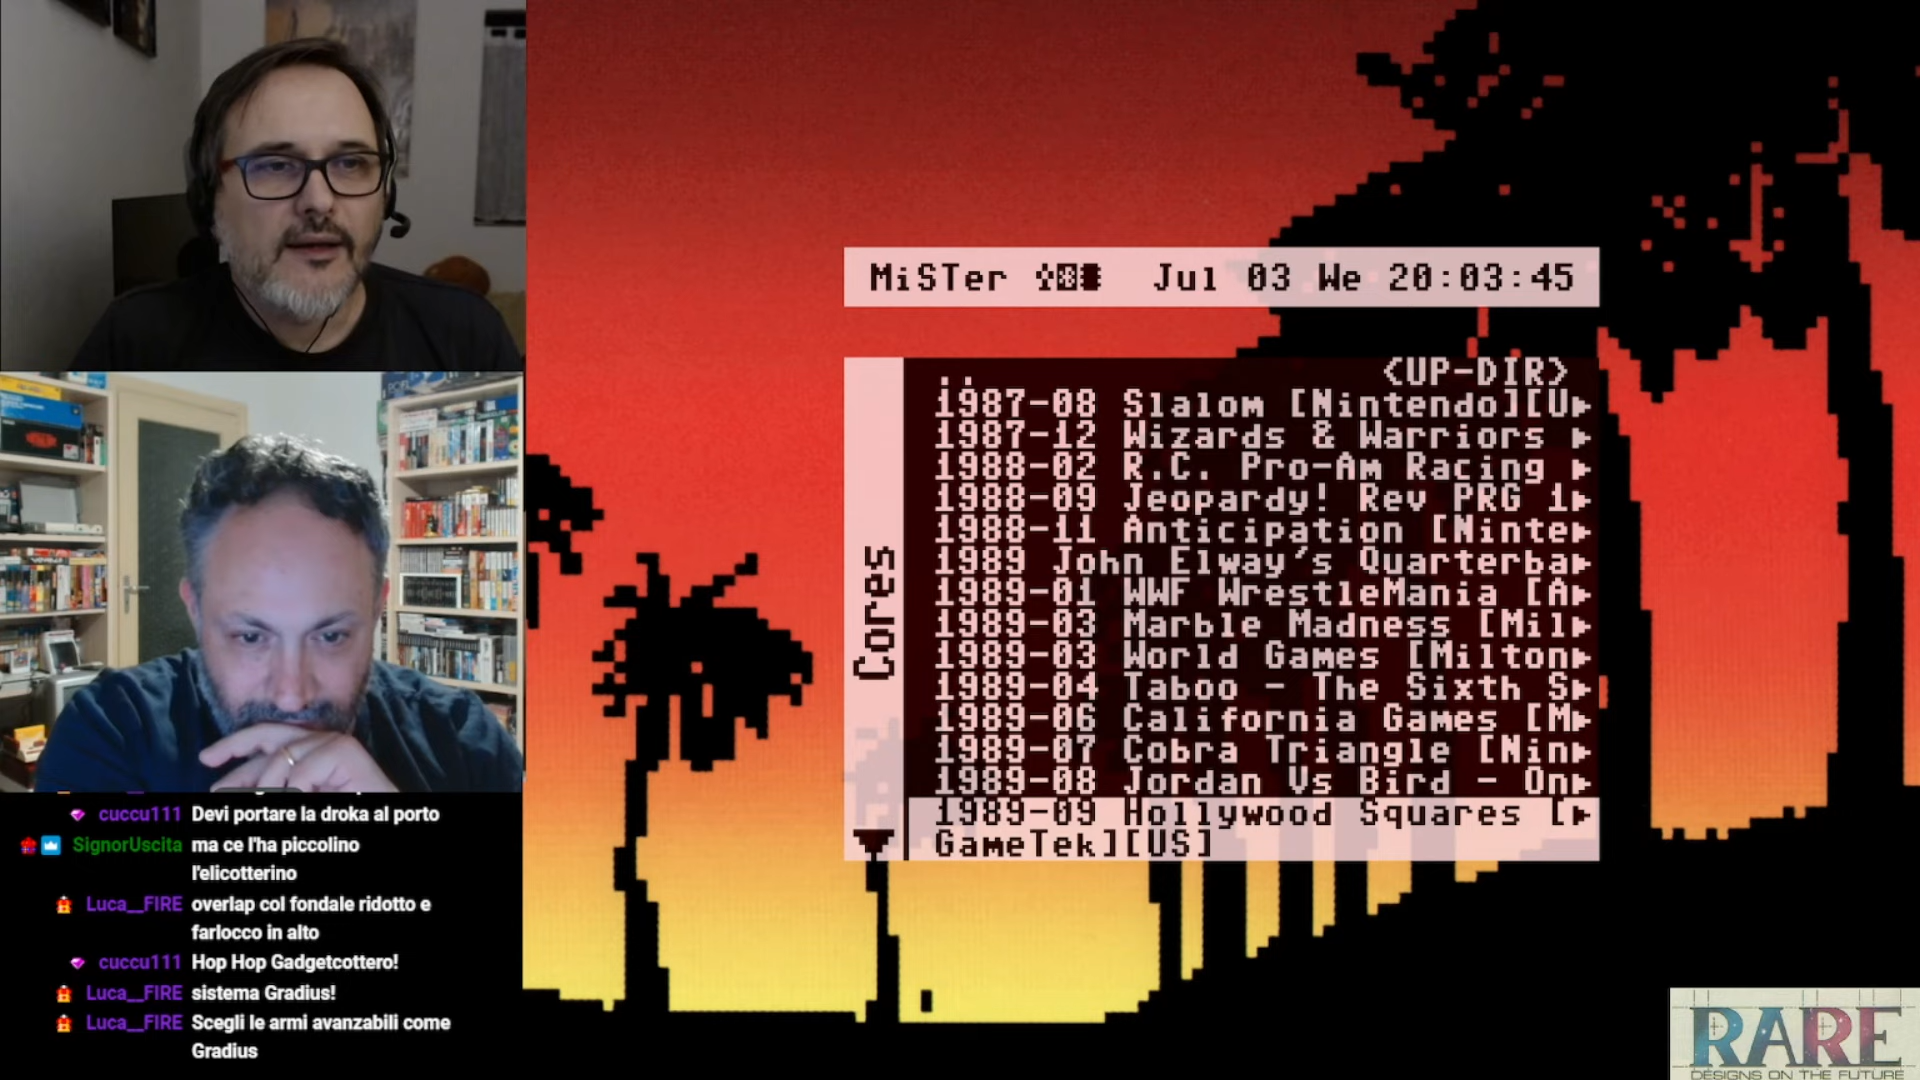 MiSTer Jul 03 We 20:03:45
Cores
..
<UP-DIR>
1987-08 Slalom [Nintendo][U
1987-12 Wizards & Warriors
1988-02 R.C. Pro-Am Racing
1988-09 Jeopardy! Rev PRG 1
1988-11 Anticipation [Ninte
1989 John Elway's Quarterba
1989-01 WWF WrestleMania [A
1989-03 Marble Madness [Mil
1989-03 World Games [Milton
1989-04 Taboo - The Sixth S
1989-06 California Games [M
1989-07 Cobra Triangle [Nin
1989-08 Jordan Vs Bird - On
1989-09 Hollywood Squares [
GameTek][US]
cuccu111 Devi portare la droka al porto
SignorUscita ma ce l'ha piccolino
l'elicotterino
Luca__FIRE overlap col fondale ridotto e
farlocco in alto
cuccu111 Hop Hop Gadgetcottero!
Luca__FIRE sistema Gradius!
Luca__FIRE Scegli le armi avanzabili come
Gradius
RARE
DESIGNS ON THE FUTURE